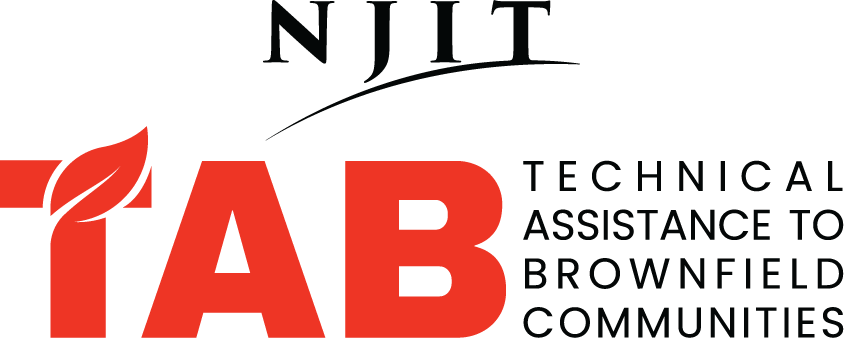 NJIT
TAB
TECHNICAL
ASSISTANCE TO
BROWNFIELD
COMMUNITIES